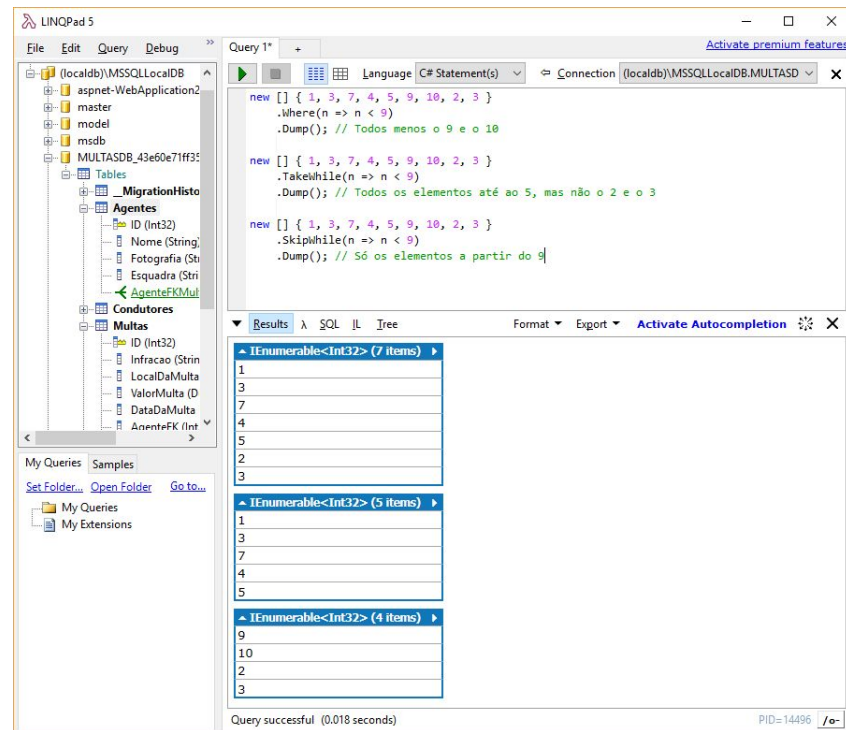 LINQPad 5
File Edit Query Debug »
Query 1* +
Activate premium features
Language C# Statement(s) Connection (localdb)\MSSQLLocalDB.MULTASD
(localdb)\MSSQLLocalDB
aspnet-WebApplication2
master
model
msdb
MULTASDB_43e60e71ff35
Tables
__MigrationHisto
Agentes
ID (Int32)
Nome (String)
Fotografia (Stri
Esquadra (Stri
AgenteFKMul
Condutores
Multas
ID (Int32)
Infracao (Strin
LocalDaMulta
ValorMulta (D
DataDaMulta
AgenteFK (Int
new [] { 1, 3, 7, 4, 5, 9, 10, 2, 3 }
.Where(n => n < 9)
.Dump(); // Todos menos o 9 e o 10
new [] { 1, 3, 7, 4, 5, 9, 10, 2, 3 }
.TakeWhile(n => n < 9)
.Dump(); // Todos os elementos até ao 5, mas não o 2 e o 3
new [] { 1, 3, 7, 4, 5, 9, 10, 2, 3 }
.SkipWhile(n => n < 9)
.Dump(); // Só os elementos a partir do 9
Results λ SQL IL Tree Format Export Activate Autocompletion
IEnumerable<Int32> (7 items)
1
3
7
4
5
2
3
IEnumerable<Int32> (5 items)
1
3
7
4
5
IEnumerable<Int32> (4 items)
9
10
2
3
My Queries Samples
Set Folder... Open Folder Go to...
My Queries
My Extensions
Query successful (0.018 seconds)
PID=14496 /o-